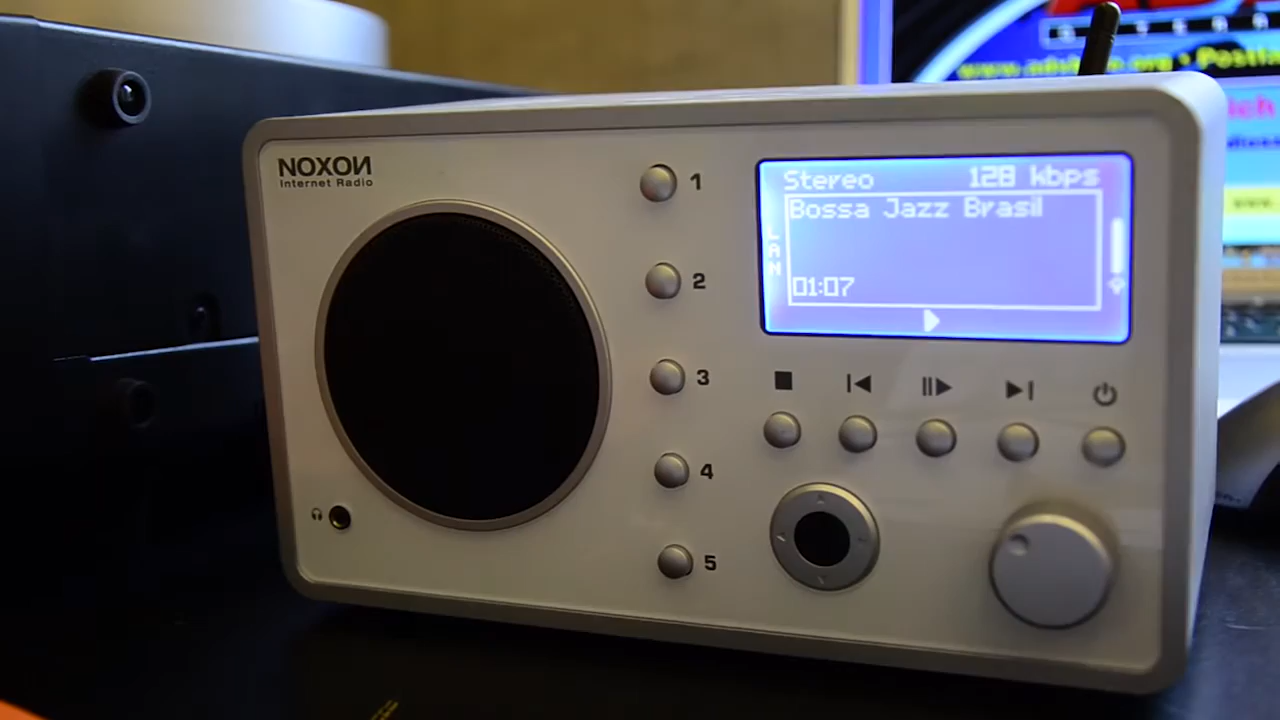 NOXON
Internet Radio
1
2
3
4
5
Stereo 128 kbps
Bossa Jazz Brasil
LAN
01:07